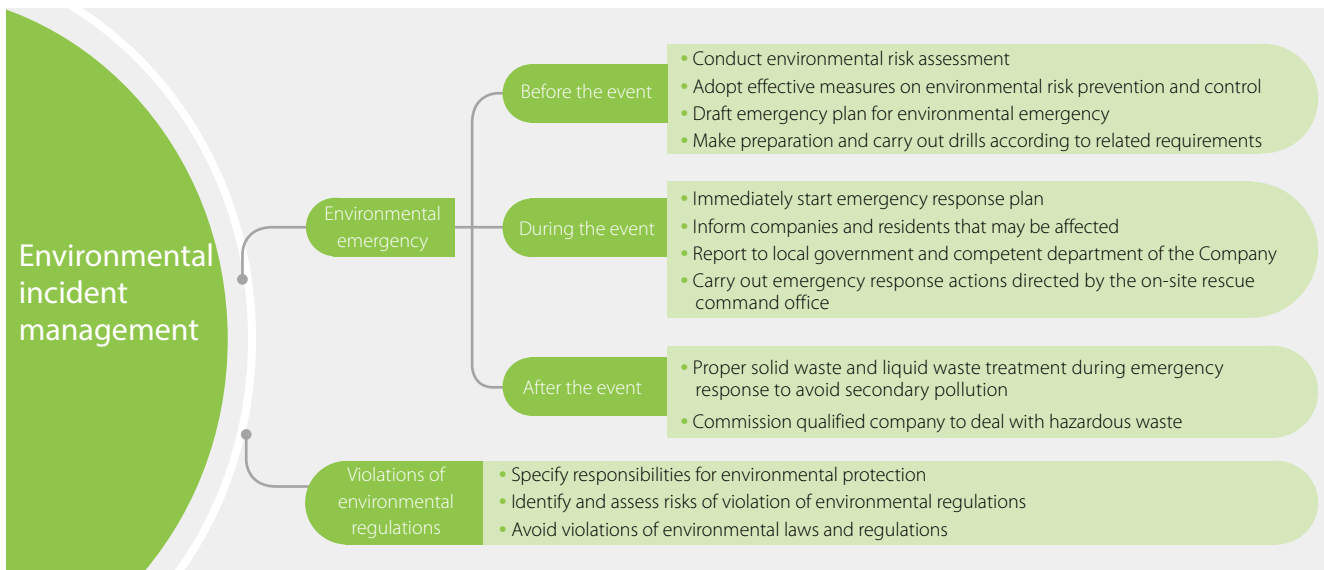 Environmental
incident
management
Environmental
emergency
Before the event
• Conduct environmental risk assessment
• Adopt effective measures on environmental risk prevention and control
• Draft emergency plan for environmental emergency
• Make preparation and carry out drills according to related requirements
During the event
• Immediately start emergency response plan
• Inform companies and residents that may be affected
• Report to local government and competent department of the Company
• Carry out emergency response actions directed by the on-site rescue
command office
After the event
• Proper solid waste and liquid waste treatment during emergency
response to avoid secondary pollution
• Commission qualified company to deal with hazardous waste
Violations of
environmental
regulations
• Specify responsibilities for environmental protection
• Identify and assess risks of violation of environmental regulations
• Avoid violations of environmental laws and regulations